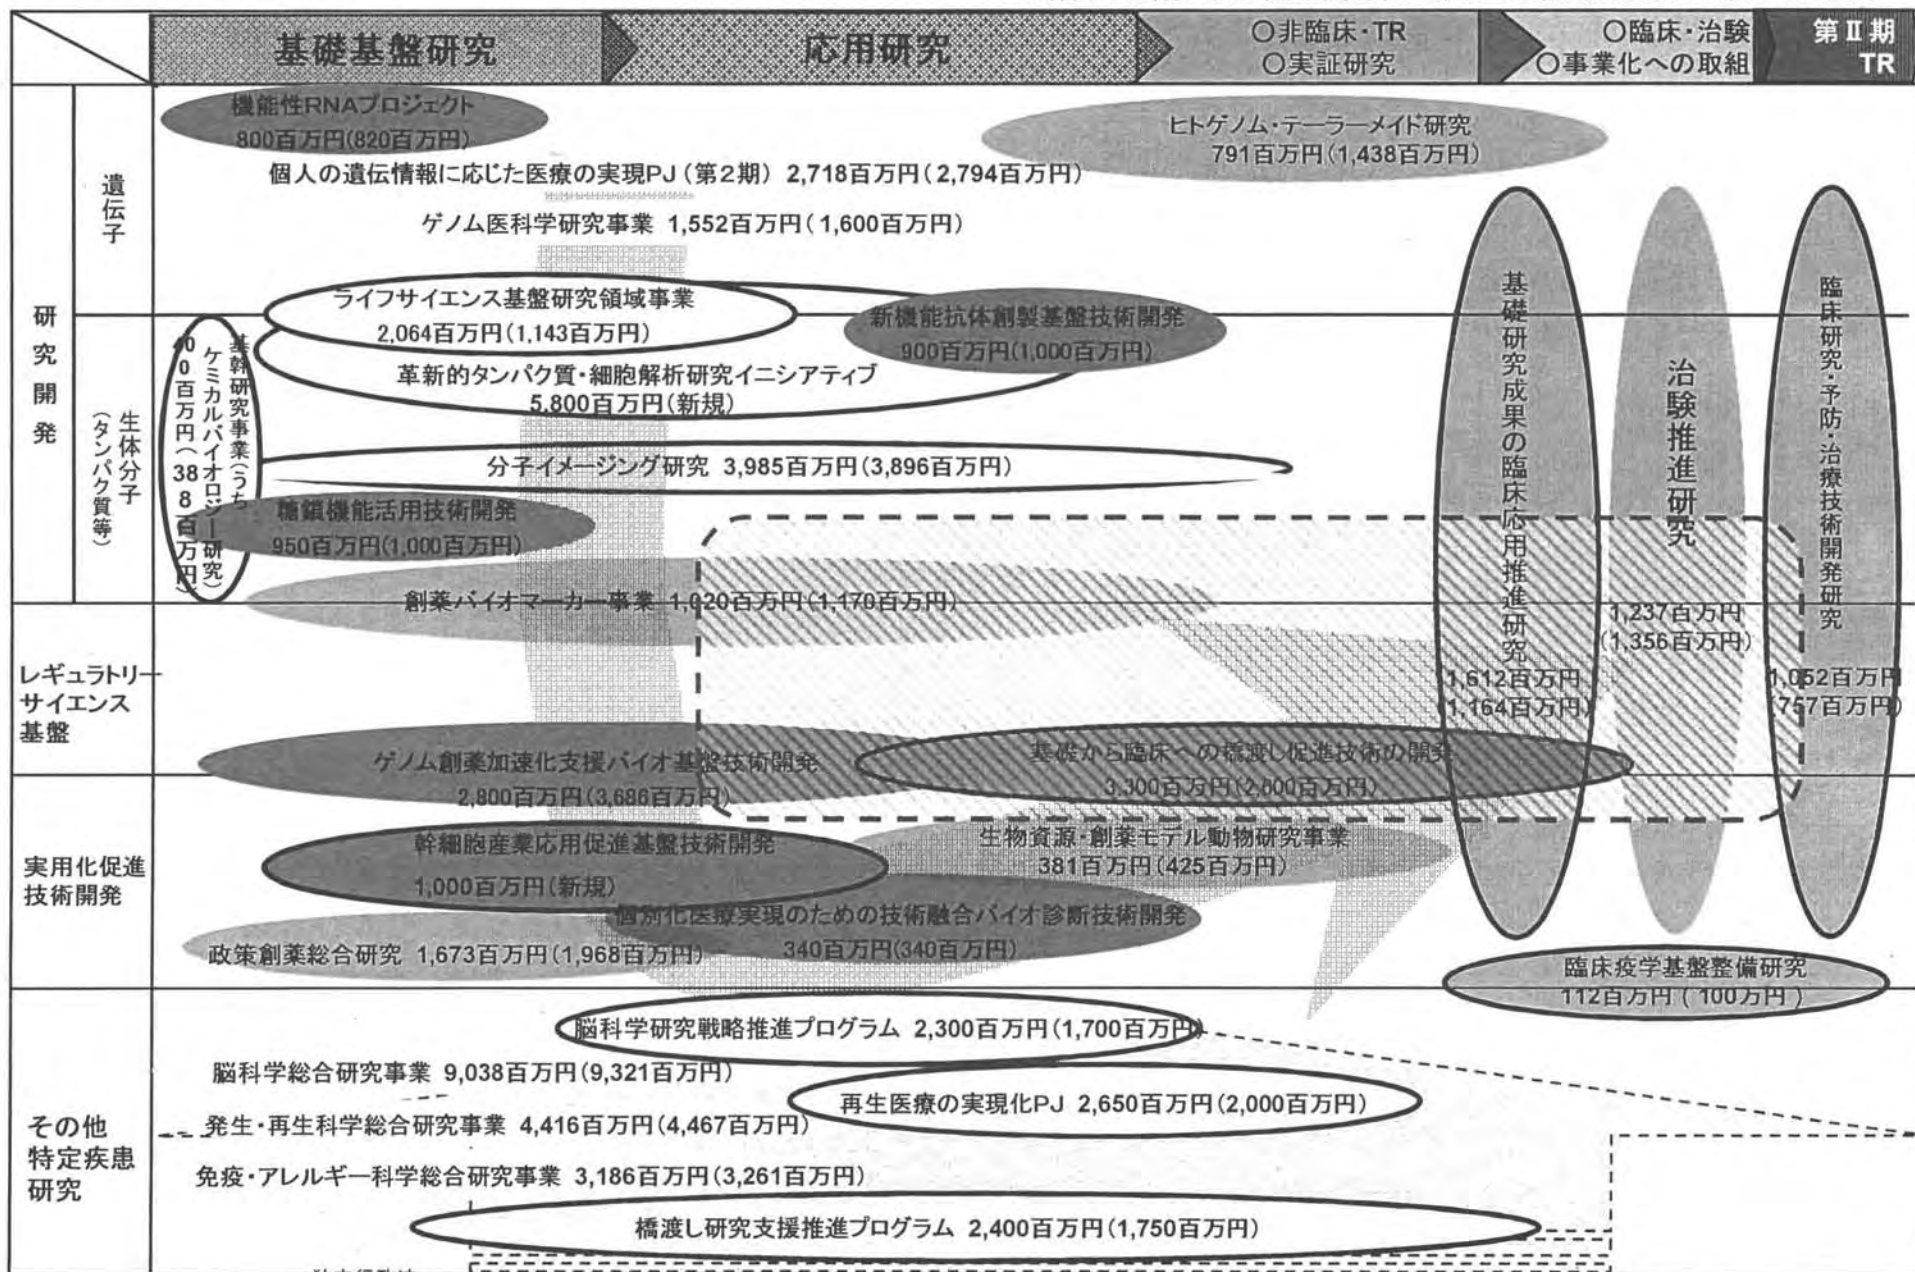 基礎基盤研究
応用研究
○非臨床・TR
○実証研究
○臨床・治験
○事業化への取組
第Ⅱ期
TR
研究開発
遺伝子
機能性RNAプロジェクト
800百万円(820百万円)
ヒトゲノム・テーラーメイド研究
791百万円(1,438百万円)
個人の遺伝情報に応じた医療の実現PJ(第2期) 2,718百万円(2,794百万円)
ゲノム医科学研究事業 1,552百万円(1,600百万円)
ライフサイエンス基盤研究領域事業
2,064百万円(1,143百万円)
新機能抗体創製基盤技術開発
900百万円(1,000百万円)
革新的タンパク質・細胞解析研究イニシアティブ
5,800百万円(新規)
生体分子
(タンパク質等)
基幹研究事業(うち
ケミカルバイオロジー研究)
400百万円(388百万円)
分子イメージング研究 3,985百万円(3,896百万円)
糖鎖機能活用技術開発
950百万円(1,000百万円)
創薬バイオマーカー事業 1,020百万円(1,170百万円)
基礎研究成果の臨床応用推進研究
1,612百万円
(1,164百万円)
治験推進研究
1,237百万円
(1,356百万円)
臨床研究・予防・治療技術開発研究
1,052百万円
(757百万円)
レギュラトリー
サイエンス
基盤
ゲノム創薬加速化支援バイオ基盤技術開発
2,800百万円(3,686百万円)
基礎から臨床への橋渡し促進技術の開発
3,300百万円(2,600百万円)
実用化促進
技術開発
幹細胞産業応用促進基盤技術開発
1,000百万円(新規)
生物資源・創薬モデル動物研究事業
381百万円(425百万円)
個別化医療実現のための技術融合バイオ診断技術開発
340百万円(340百万円)
政策創薬総合研究 1,673百万円(1,968百万円)
臨床疫学基盤整備研究
112百万円 ( 100万円 )
その他
特定疾患
研究
脳科学研究戦略推進プログラム 2,300百万円(1,700百万円)
脳科学総合研究事業 9,038百万円(9,321百万円)
再生医療の実現化PJ 2,650百万円(2,000百万円)
発生・再生科学総合研究事業 4,416百万円(4,467百万円)
免疫・アレルギー科学総合研究事業 3,186百万円(3,261百万円)
橋渡し研究支援推進プログラム 2,400百万円(1,750百万円)